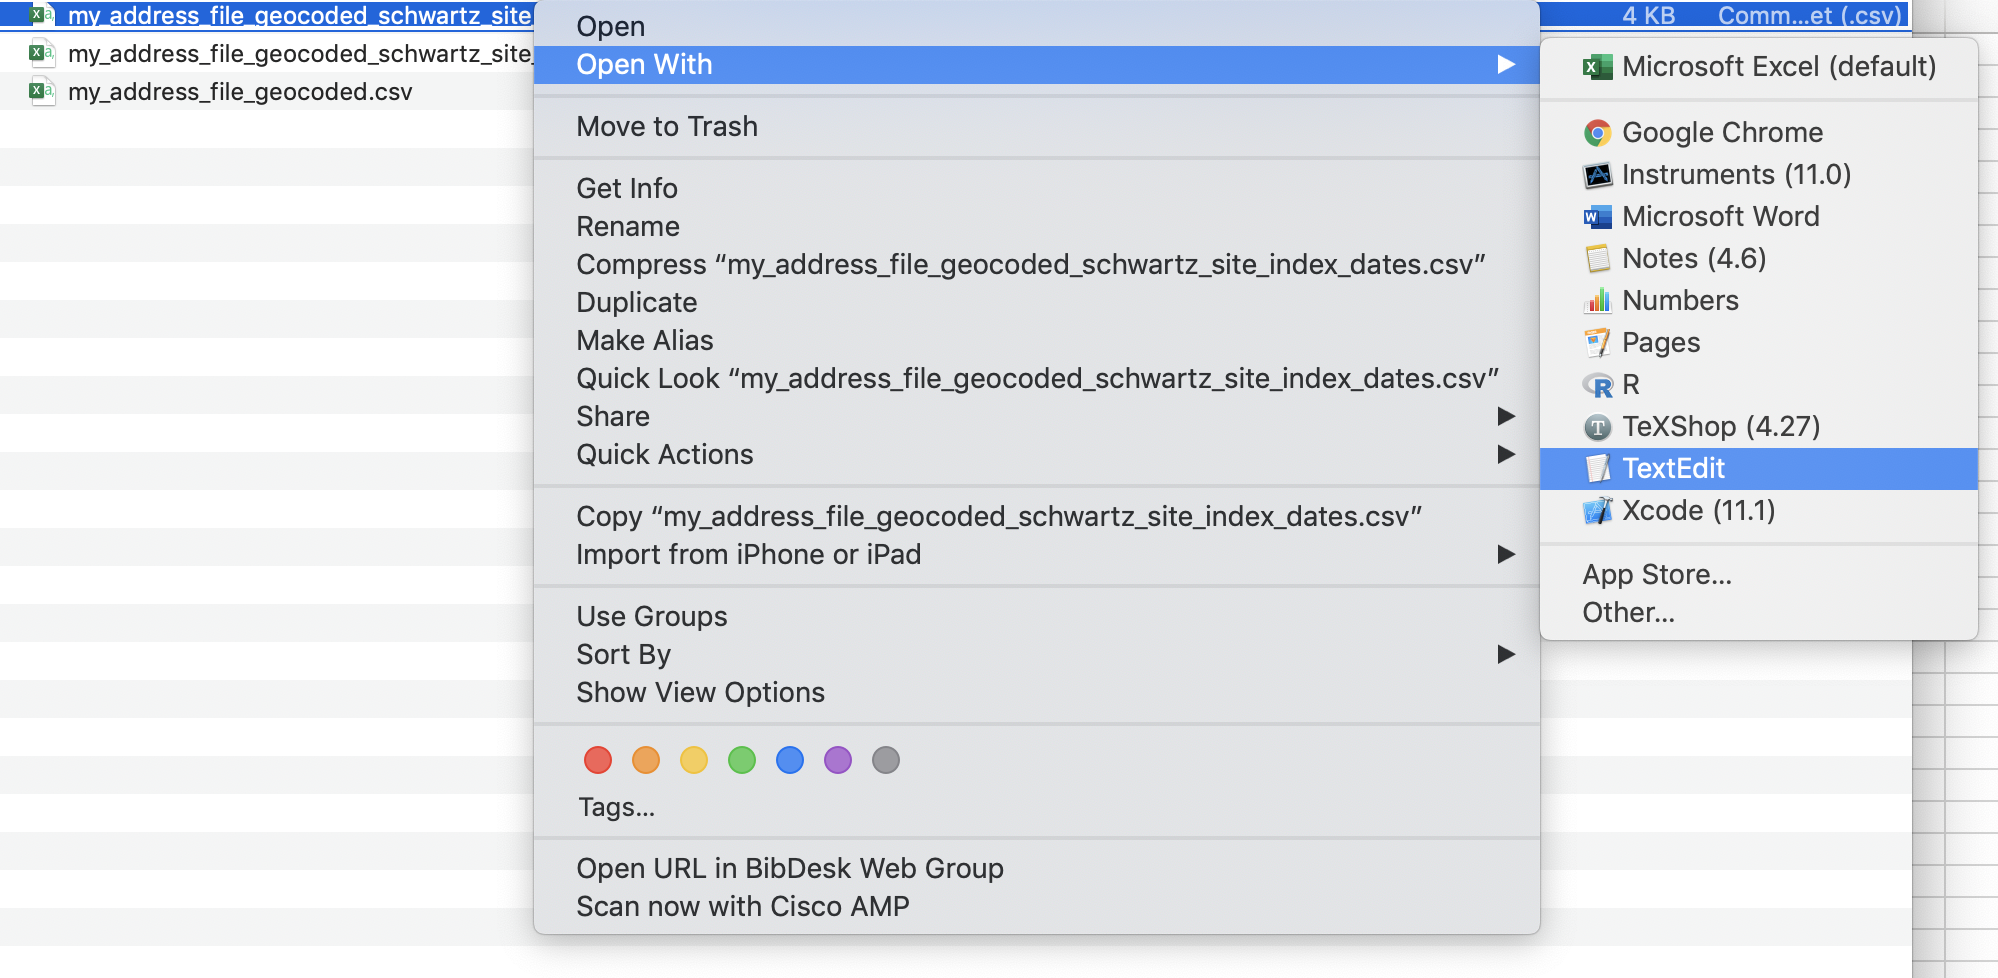 my_address_file_geocoded_schwartz_site_
4 KB Comm...et (.csv)
my_address_file_geocoded_schwartz_site_
my_address_file_geocoded.csv
Open
Open With
Move to Trash
Get Info
Rename
Compress “my_address_file_geocoded_schwartz_site_index_dates.csv”
Duplicate
Make Alias
Quick Look “my_address_file_geocoded_schwartz_site_index_dates.csv”
Share
Quick Actions
Copy “my_address_file_geocoded_schwartz_site_index_dates.csv”
Import from iPhone or iPad
Use Groups
Sort By
Show View Options
Tags...
Open URL in BibDesk Web Group
Scan now with Cisco AMP
Microsoft Excel (default)
Google Chrome
Instruments (11.0)
Microsoft Word
Notes (4.6)
Numbers
Pages
R
TeXShop (4.27)
TextEdit
Xcode (11.1)
App Store...
Other...